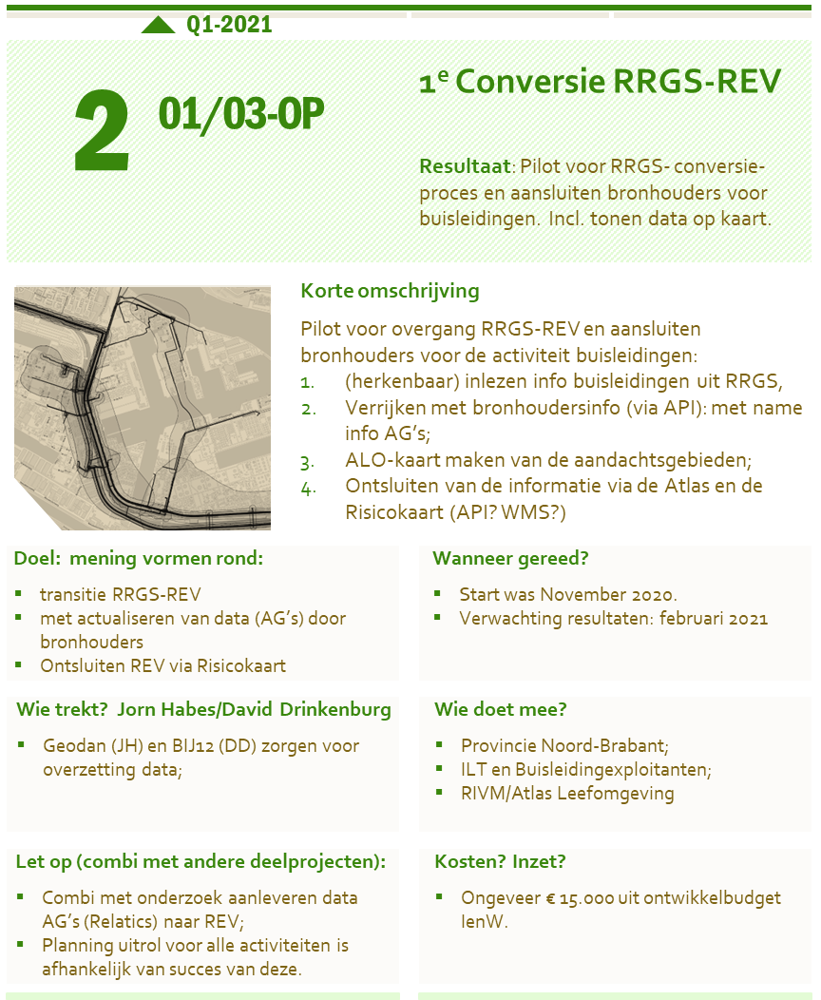 Q1-2021
2
01/03-OP
1e Conversie RRGS-REV
Resultaat: Pilot voor RRGS- conversie-
proces en aansluiten bronhouders voor
buisleidingen. Incl. tonen data op kaart.
Korte omschrijving
Pilot voor overgang RRGS-REV en aansluiten
bronhouders voor de activiteit buisleidingen:
1. (herkenbaar) inlezen info buisleidingen uit RRGS,
2. Verrijken met bronhoudersinfo (via API): met name
info AG’s;
3. ALO-kaart maken van de aandachtsgebieden;
4. Ontsluiten van de informatie via de Atlas en de
Risicokaart (API? WMS?)
Doel: mening vormen rond:
▪ transitie RRGS-REV
▪ met actualiseren van data (AG’s) door
bronhouders
▪ Ontsluiten REV via Risicokaart
Wanneer gereed?
▪ Start was November 2020.
▪ Verwachting resultaten: februari 2021
Wie trekt? Jorn Habes/David Drinkenburg
▪ Geodan (JH) en BIJ12 (DD) zorgen voor
overzetting data;
Wie doet mee?
▪ Provincie Noord-Brabant;
▪ ILT en Buisleidingexploitanten;
▪ RIVM/Atlas Leefomgeving
Let op (combi met andere deelprojecten):
▪ Combi met onderzoek aanleveren data
AG’s (Relatics) naar REV;
▪ Planning uitrol voor alle activiteiten is
afhankelijk van succes van deze.
Kosten? Inzet?
▪ Ongeveer € 15.000 uit ontwikkelbudget
IenW.